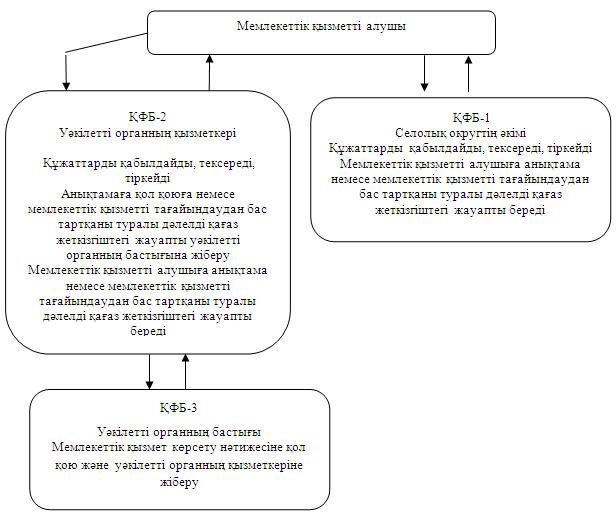 Мемлекеттік қызметті алушы
ҚФБ-2
Уәкілетті органның қызметкері
Құжаттарды қабылдайды, тексереді,
тіркейді
Анықтамаға қол қоюға немесе
мемлекеттік қызметті тағайындаудан бас
тартқаны туралы дәлелді қағаз
жеткізгіштегі жауапты уәкілетті
органның бастығына жіберу
Мемлекеттік қызметті алушыға анықтама
немесе мемлекеттік қызметті
тағайындаудан бас тартқаны туралы
дәлелді қағаз жеткізгіштегі жауапты
береді
ҚФБ-1
Селолық округтің әкімі
Құжаттарды қабылдайды, тексереді, тіркейді
Мемлекеттік қызметті алушыға анықтама
немесе мемлекеттік қызметті тағайындаудан
бас тартқаны туралы дәлелді қағаз
жеткізгіштегі жауапты береді
ҚФБ-3
Уәкілетті органның бастығы
Мемлекеттік қызмет көрсету нәтижесіне қол
қою және уәкілетті органның қызметкеріне
жіберу